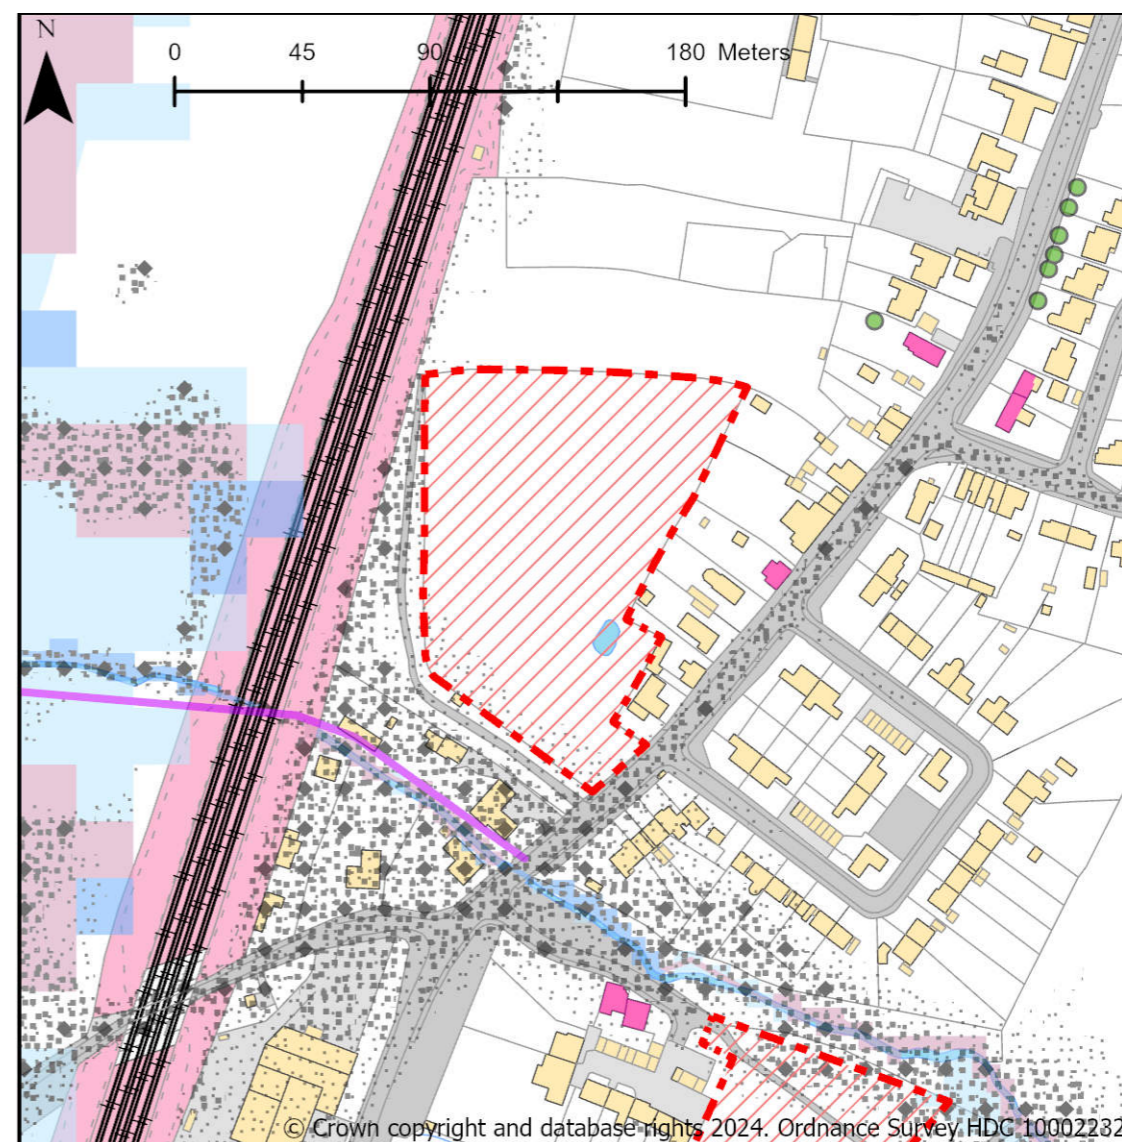 N
0 45 90 180 Meters
© Crown copyright and database rights 2024. Ordnance Survey HDC 10002232